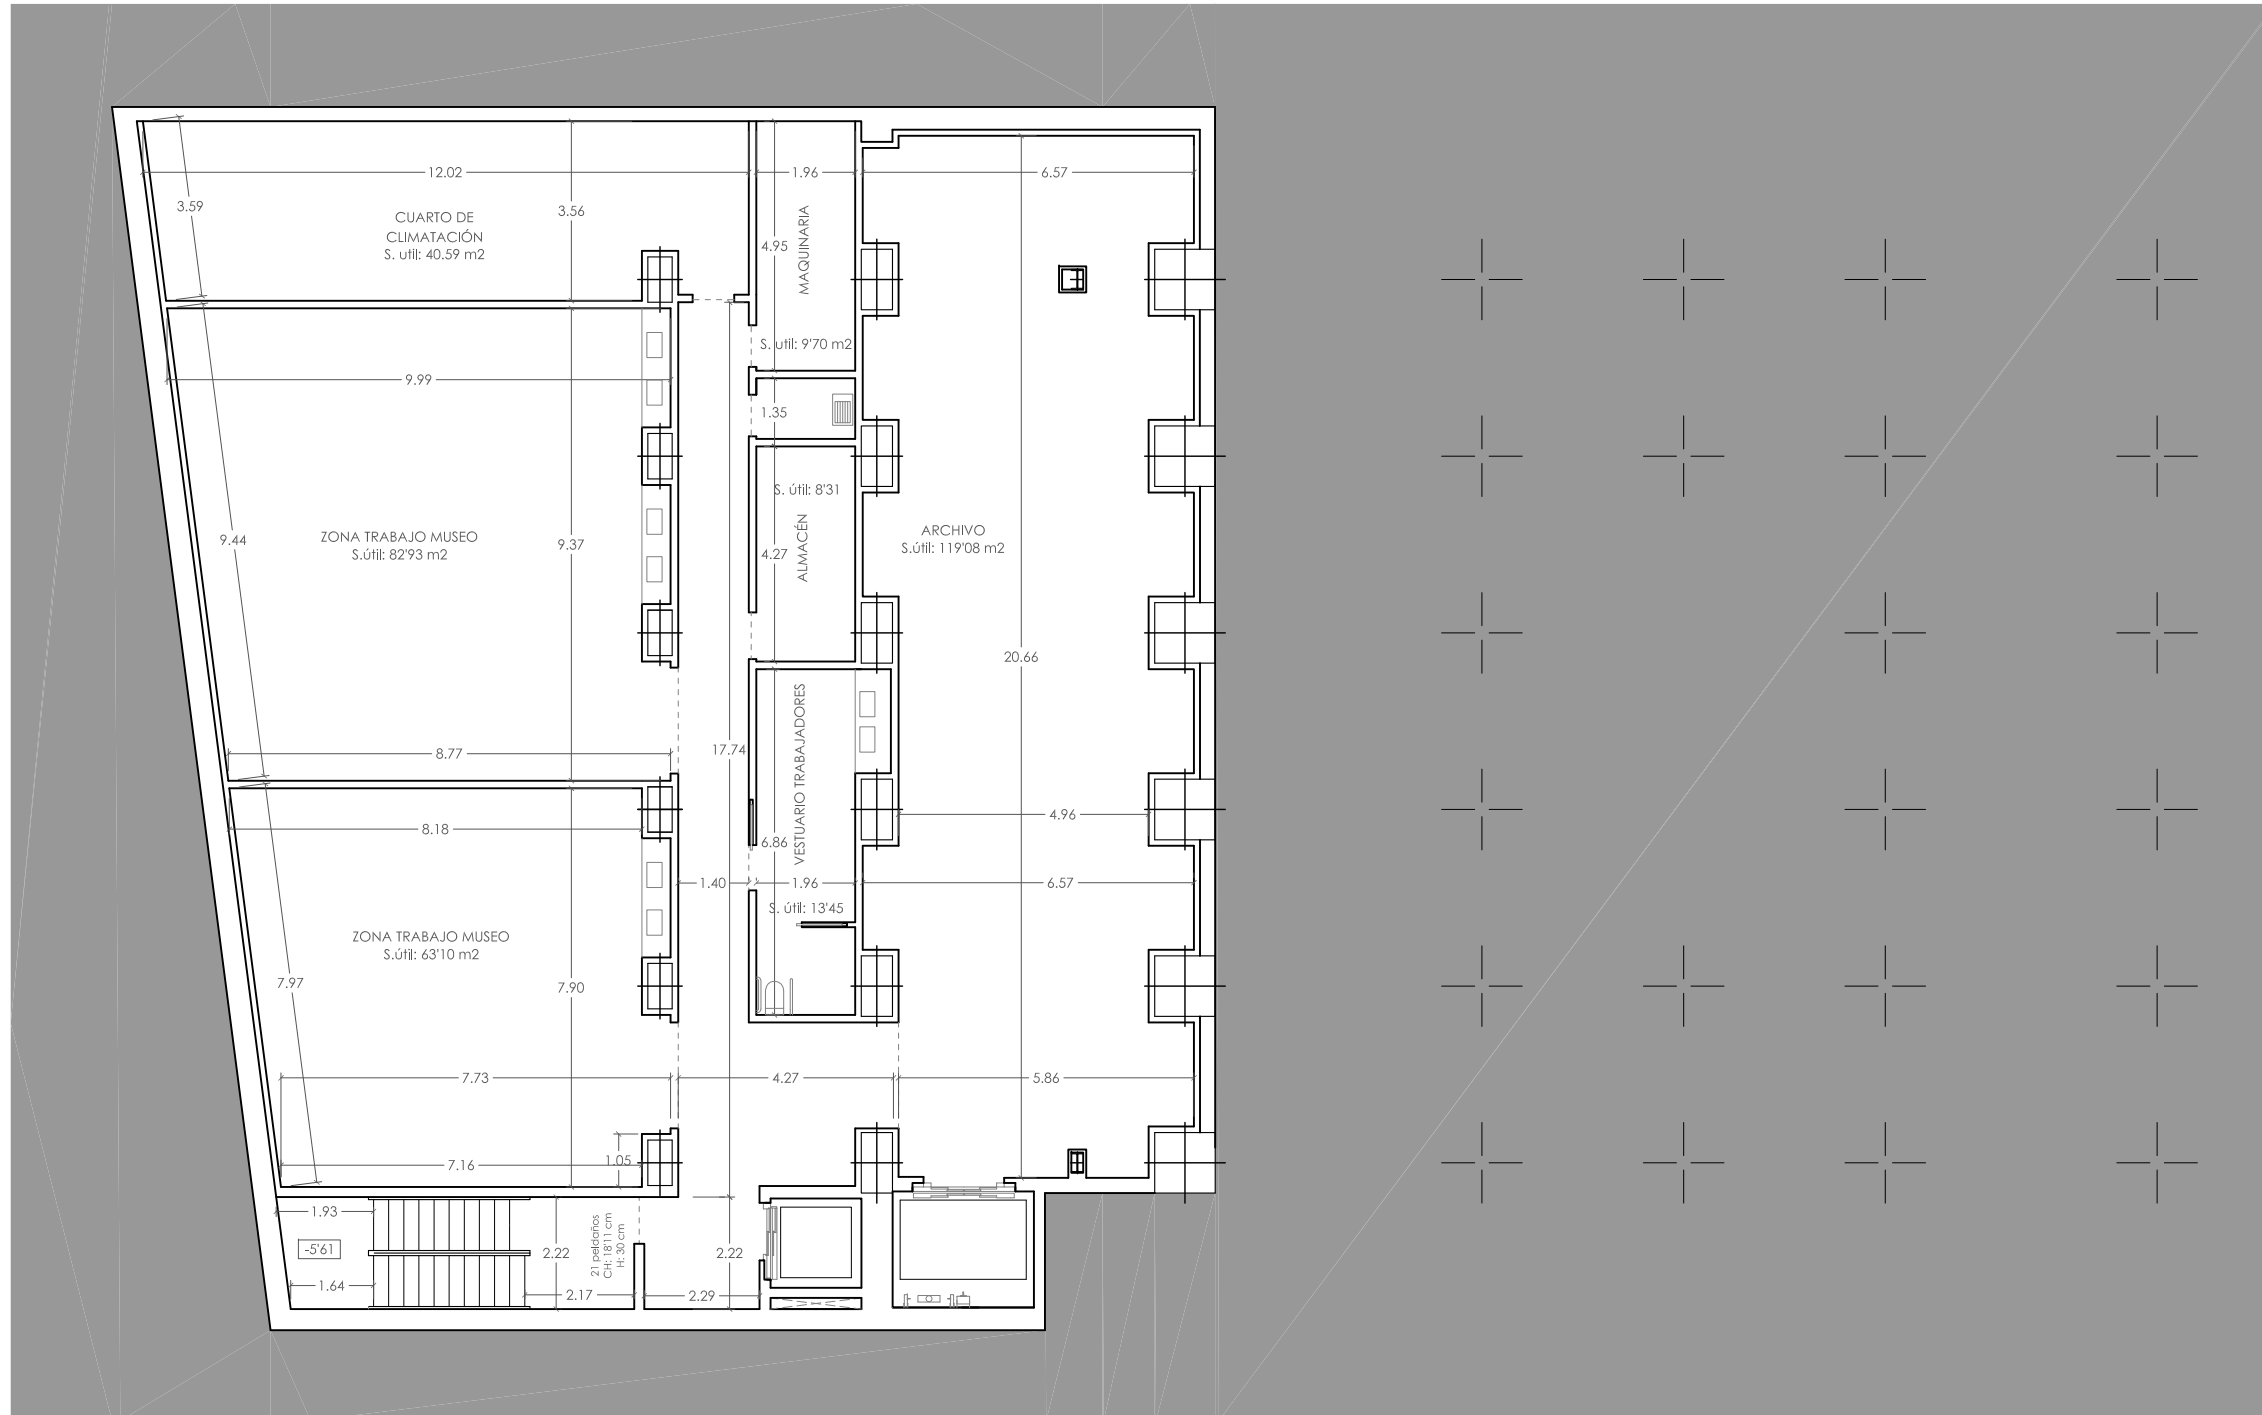 12.02
1.96
6.57
3.59
3.56
CUARTO DE
CLIMATACIÓN
S. util: 40.59 m2
4.95
MAQUINARIA
S. util: 9'70 m2
9.99
1.35
S. útil: 8'31
ALMACÉN
4.27
9.44
ZONA TRABAJO MUSEO
S.útil: 82'93 m2
9.37
ARCHIVO
S.útil: 119'08 m2
20.66
8.77
17.74
VESTUARIO TRABAJADORES
8.18
6.86
4.96
1.40
1.96
6.57
S. útil: 13'45
ZONA TRABAJO MUSEO
S.útil: 63'10 m2
7.97
7.90
7.73
4.27
5.86
7.16
1.05
1.93
-5'61
2.22
21 peldaños
CH: 18'11 cm
H: 30 cm
2.22
1.64
2.17
2.29